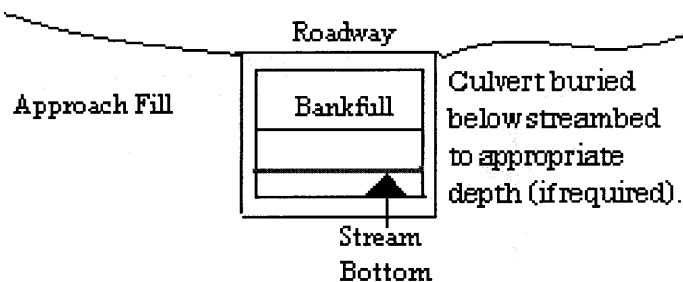 Roadway
Approach Fill
Bankfull
Culvert buried
below streambed
to appropriate
depth (if required).
Stream
Bottom